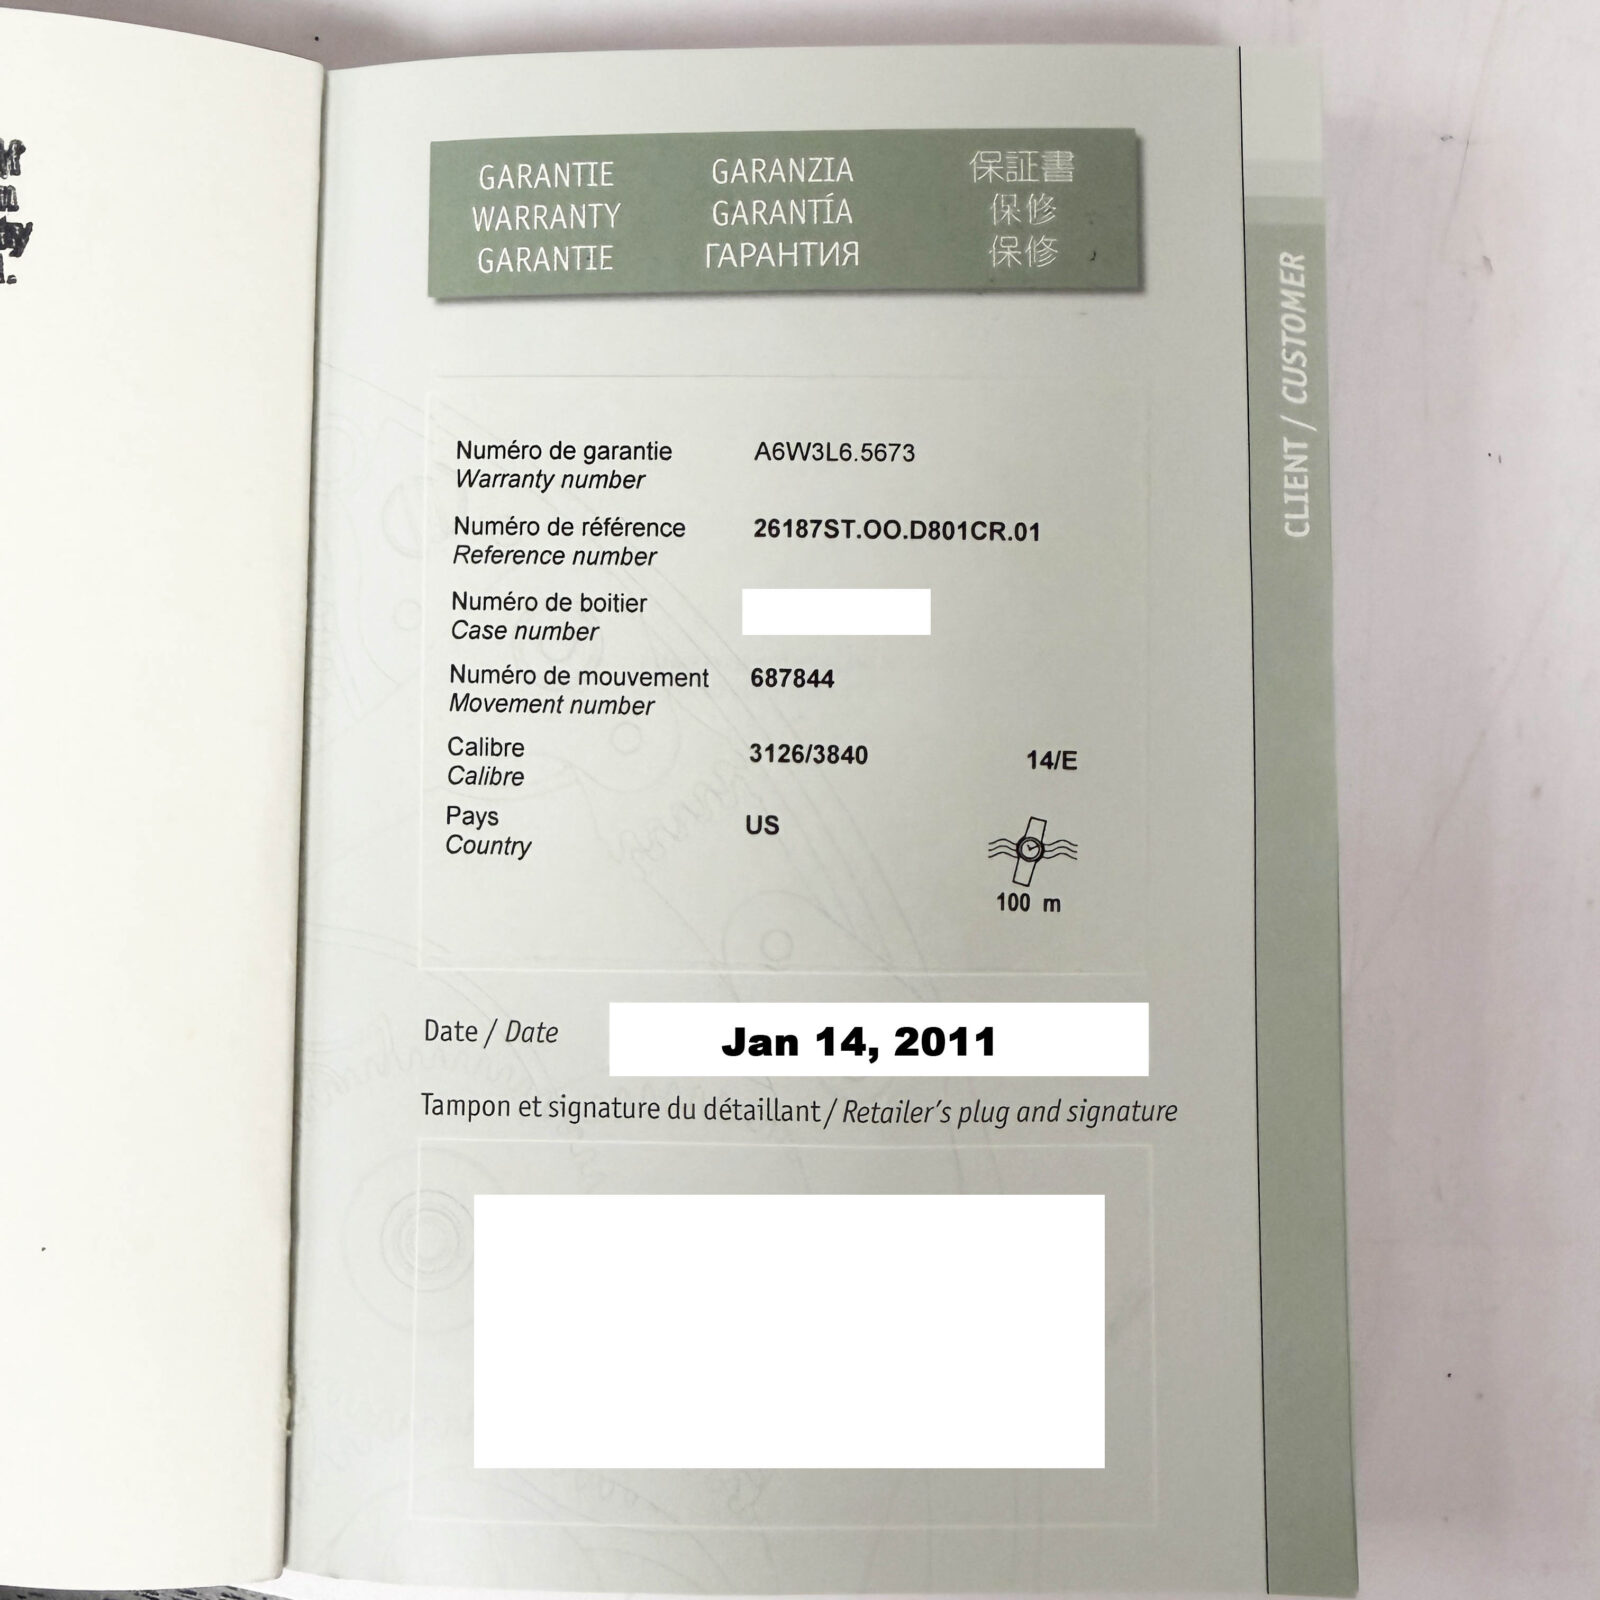 GARANTIE GARANZIA 保証書
WARRANTY GARANTÍA 保修
GARANTIE ГАРАНТИЯ 保修
CLIENT / CUSTOMER
Numéro de garantie A6W3L6.5673
Warranty number
Numéro de référence 26187ST.OO.D801CR.01
Reference number
Numéro de boitier
Case number
Numéro de mouvement 687844
Movement number
Calibre 3126/3840 14/E
Calibre
Pays US
Country
100 m
Date / Date Jan 14, 2011
Tampon et signature du détaillant / Retailer's plug and signature